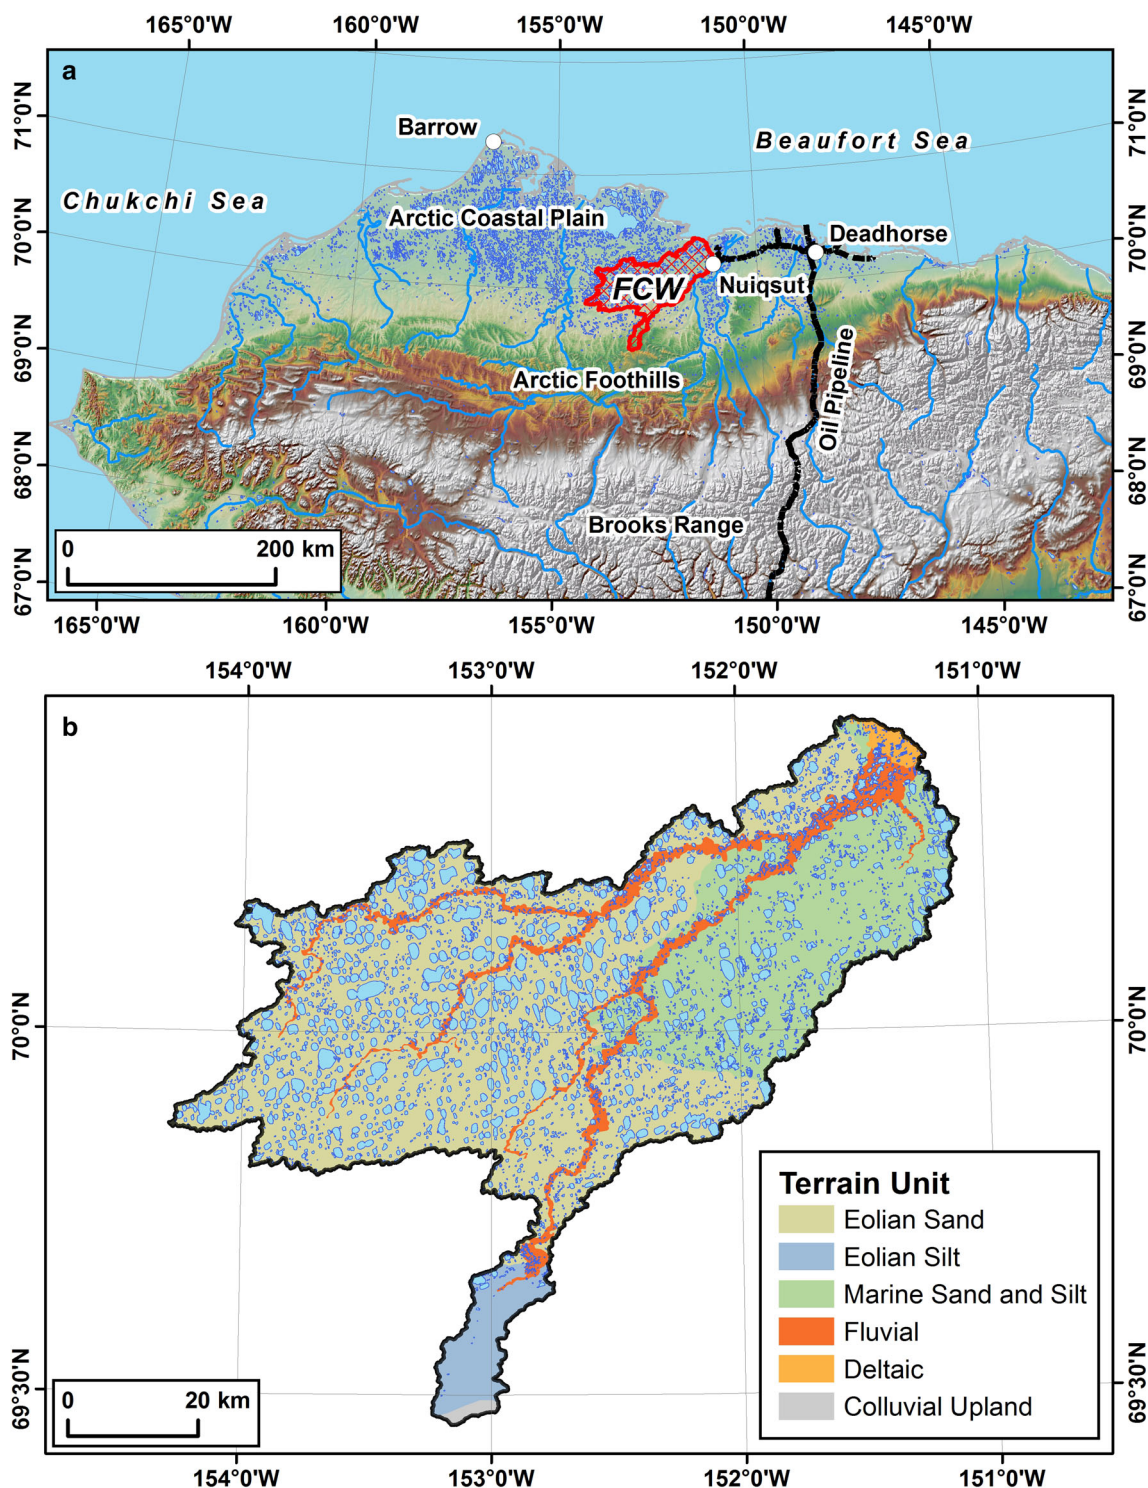 165°0'W 160°0'W 155°0'W 150°0'W 145°0'W
a
71°0'N
71°0'N
Barrow
Beaufort Sea
Chukchi Sea
Arctic Coastal Plain
70°0'N
70°0'N
Deadhorse
FCW
Nuiqsut
69°0'N
69°0'N
Arctic Foothills
Oil Pipeline
68°0'N
68°0'N
Brooks Range
0 200 km
67°0'N
67°0'N
165°0'W 160°0'W 155°0'W 150°0'W 145°0'W
154°0'W 153°0'W 152°0'W 151°0'W
b
70°0'N
70°0'N
Terrain Unit
Eolian Sand
Eolian Silt
Marine Sand and Silt
Fluvial
Deltaic
Colluvial Upland
69°30'N
69°30'N
0 20 km
154°0'W 153°0'W 152°0'W 151°0'W